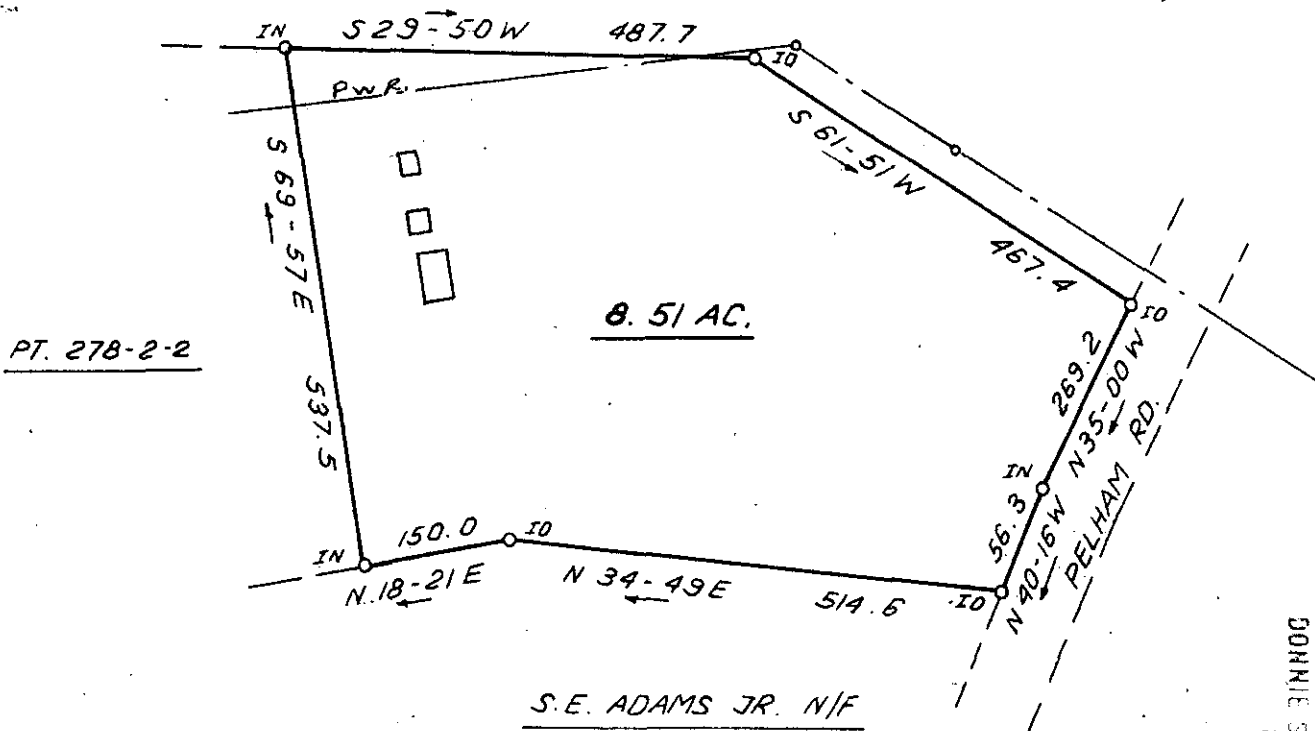 IN
S 29-50 W 487.7
IO
PWR.
S 61-51 W
467.4
IO
S 69-57 E
537.5
8.51 AC.
PT. 278-2-2
269.2
N 35-00 W
IN
56.3
N 40-16 W
PELHAM RD.
150.0
IO
IN
N.18-21 E
N 34-49 E
514.6
IO
S.E. ADAMS JR. N/F
DONNIE S